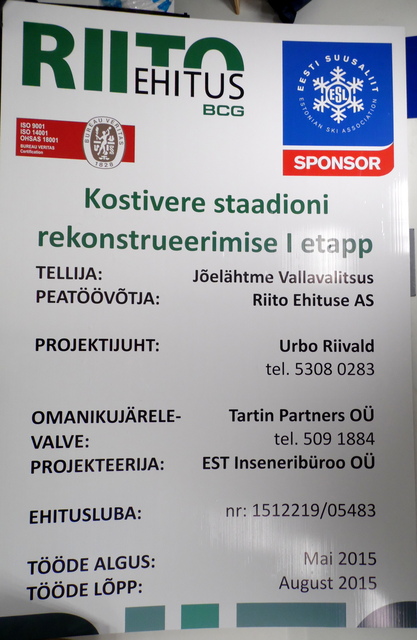 RIITO
EHITUS
BCG
EESTI SUUSALIIT
ESL
ESTONIAN SKI ASSOCIATION
SPONSOR
ISO 9001
ISO 14001
OHSAS 18001
BUREAU VERITAS
Certification
BUREAU VERITAS
1828
Kostivere staadioni
rekonstrueerimise I etapp
TELLIJA: Jõelähtme Vallavalitsus
PEATÖÖVÕTJA: Riito Ehituse AS
PROJEKTIJUHT: Urbo Riivald
tel. 5308 0283
OMANIKUJÄRELE- Tartin Partners OÜ
VALVE: tel. 509 1884
PROJEKTEERIJA: EST Inseneribüroo OÜ
EHITUSLUBA: nr: 1512219/05483
TÖÖDE ALGUS: Mai 2015
TÖÖDE LÕPP: August 2015